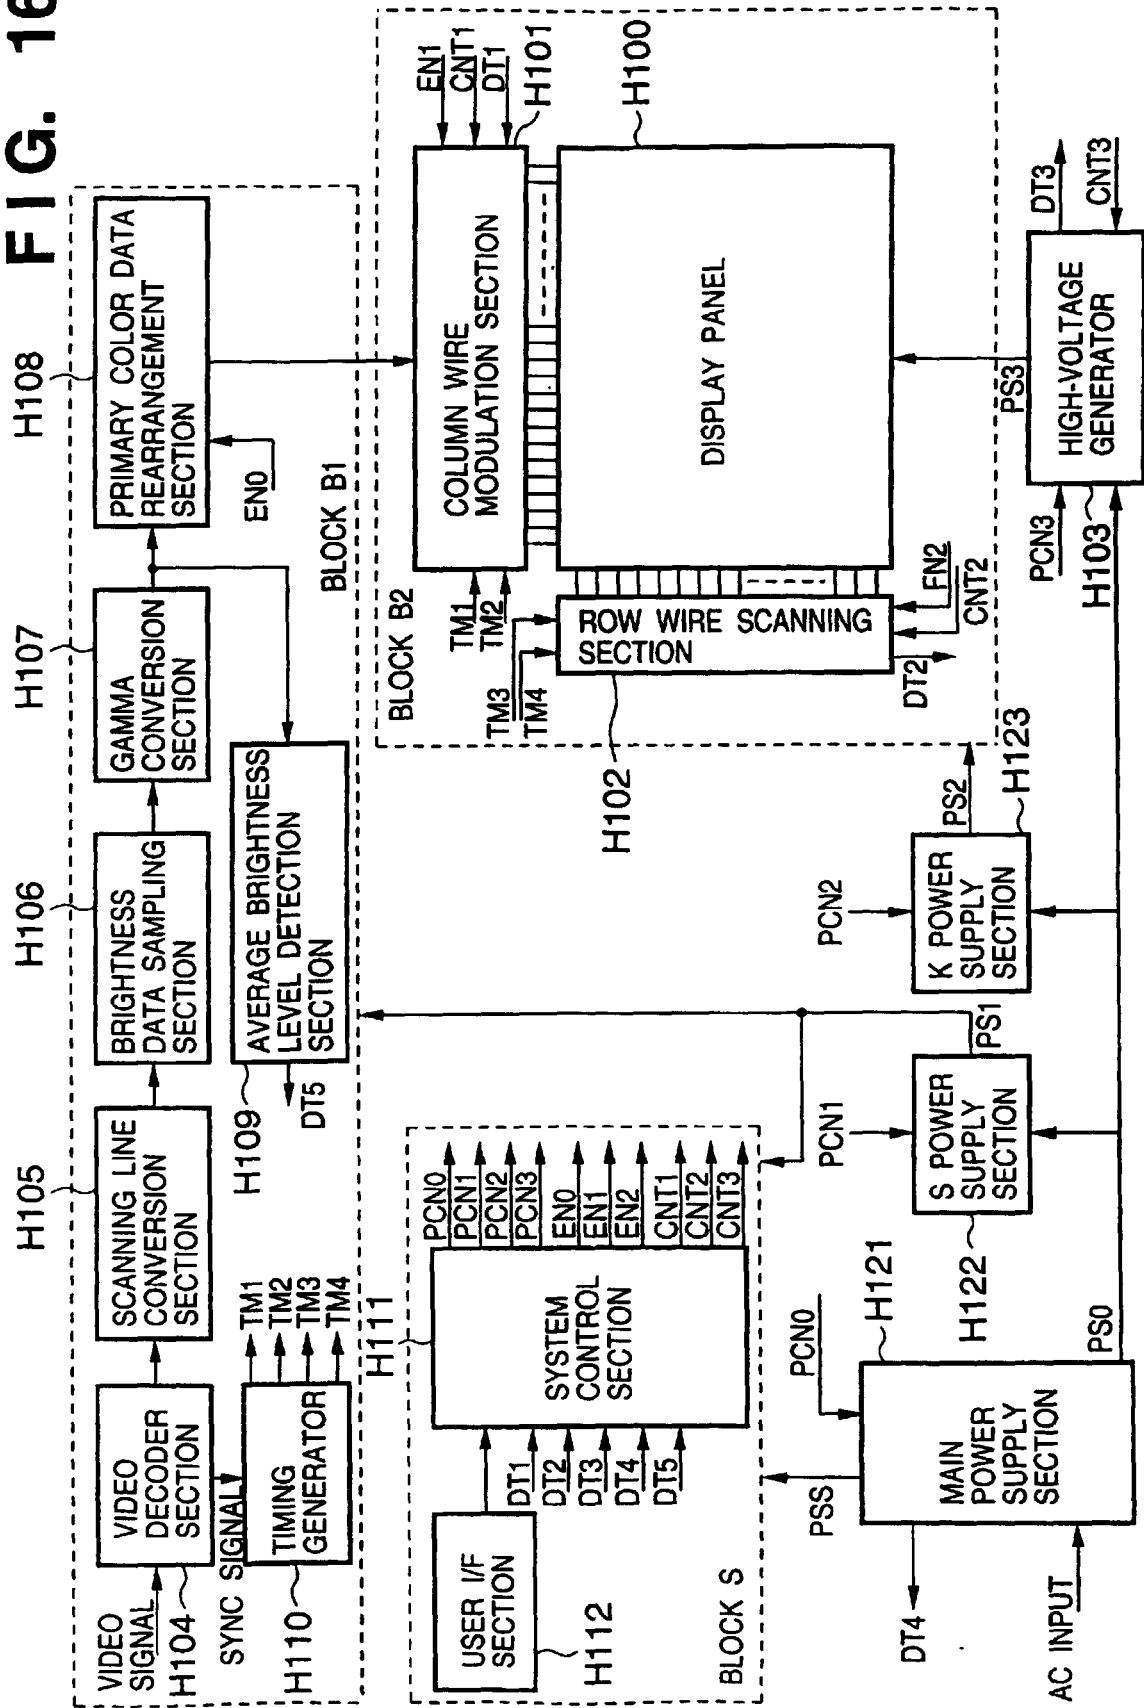 FIG. 16
H105
H106
H107
H108
VIDEO
SIGNAL
VIDEO
DECODER
SECTION
H104
SCANNING LINE
CONVERSION
SECTION
BRIGHTNESS
DATA SAMPLING
SECTION
GAMMA
CONVERSION
SECTION
PRIMARY COLOR DATA
REARRANGEMENT
SECTION
EN0
SYNC SIGNAL
TIMING
GENERATOR
H110
TM1
TM2
TM3
TM4
AVERAGE BRIGHTNESS
LEVEL DETECTION
SECTION
H109
DT5
BLOCK B1
BLOCK B2
COLUMN WIRE
MODULATION SECTION
EN1
CNT1
DT1
H101
TM1
TM2
DISPLAY PANEL
H100
TM3
TM4
ROW WIRE SCANNING
SECTION
H102
FN2
CNT2
DT2
USER I/F
SECTION
H112
H111
SYSTEM
CONTROL
SECTION
DT1
DT2
DT3
DT4
DT5
PCN0
PCN1
PCN2
PCN3
EN0
EN1
EN2
CNT1
CNT2
CNT3
BLOCK S
PSS
DT4
AC INPUT
MAIN
POWER
SUPPLY
SECTION
PCN0
H121
PS0
PCN1
S POWER
SUPPLY
SECTION
H122
PS1
PCN2
K POWER
SUPPLY
SECTION
PS2
H123
PCN3
H103
HIGH-VOLTAGE
GENERATOR
PS3
DT3
CNT3